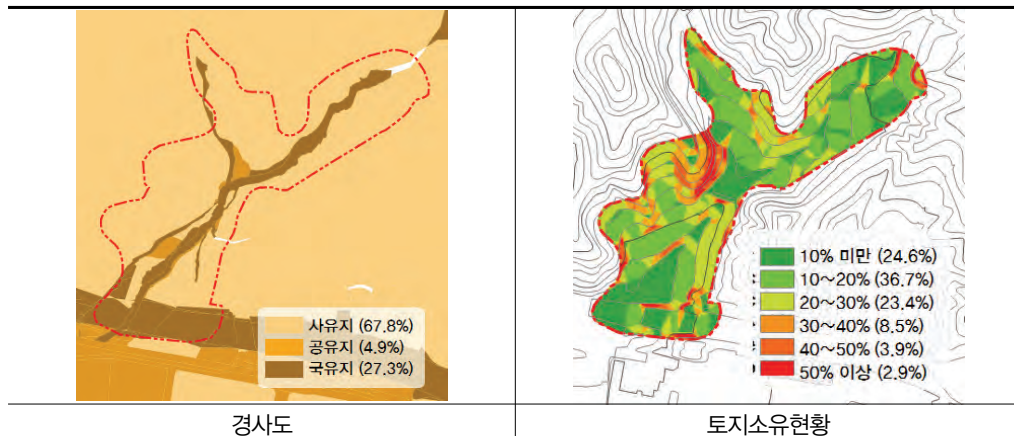 사유지 (67.8%)
공유지 (4.9%)
국유지 (27.3%)
10% 미만 (24.6%)
10~20% (36.7%)
20~30% (23.4%)
30~40% (8.5%)
40~50% (3.9%)
50% 이상 (2.9%)
경사도
토지소유현황